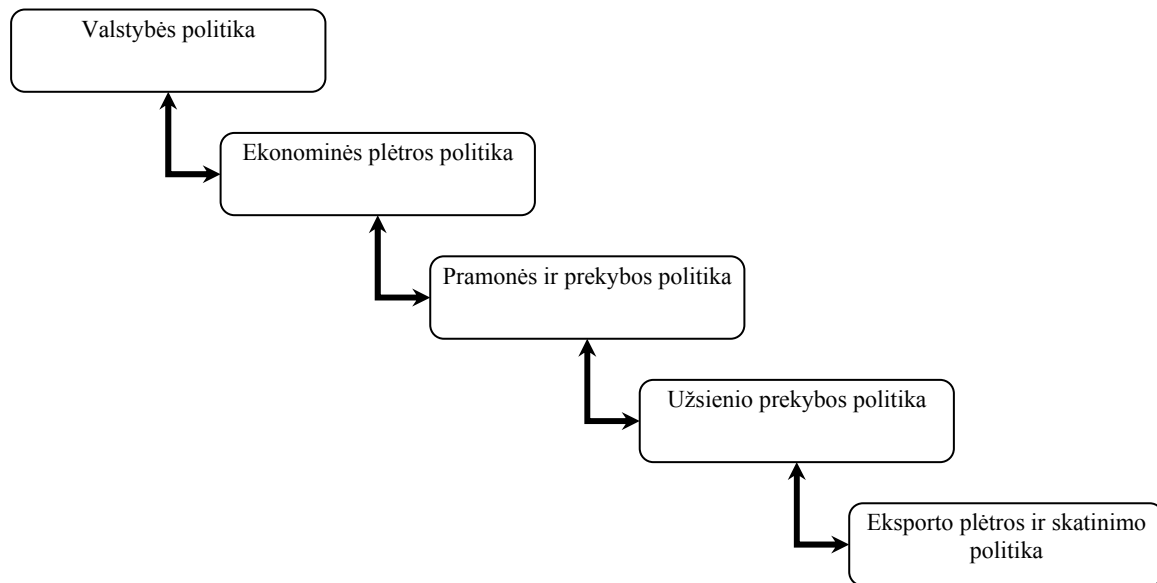 Valstybės politika
Ekonominės plėtros politika
Pramonės ir prekybos politika
Užsienio prekybos politika
Eksporto plėtros ir skatinimo
politika